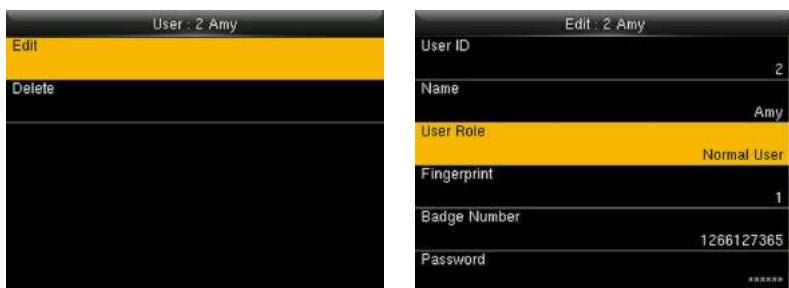 User : 2 Amy
Edit
Delete
Edit : 2 Amy
User ID
2
Name
Amy
User Role
Normal User
Fingerprint
1
Badge Number
1266127365
Password
******